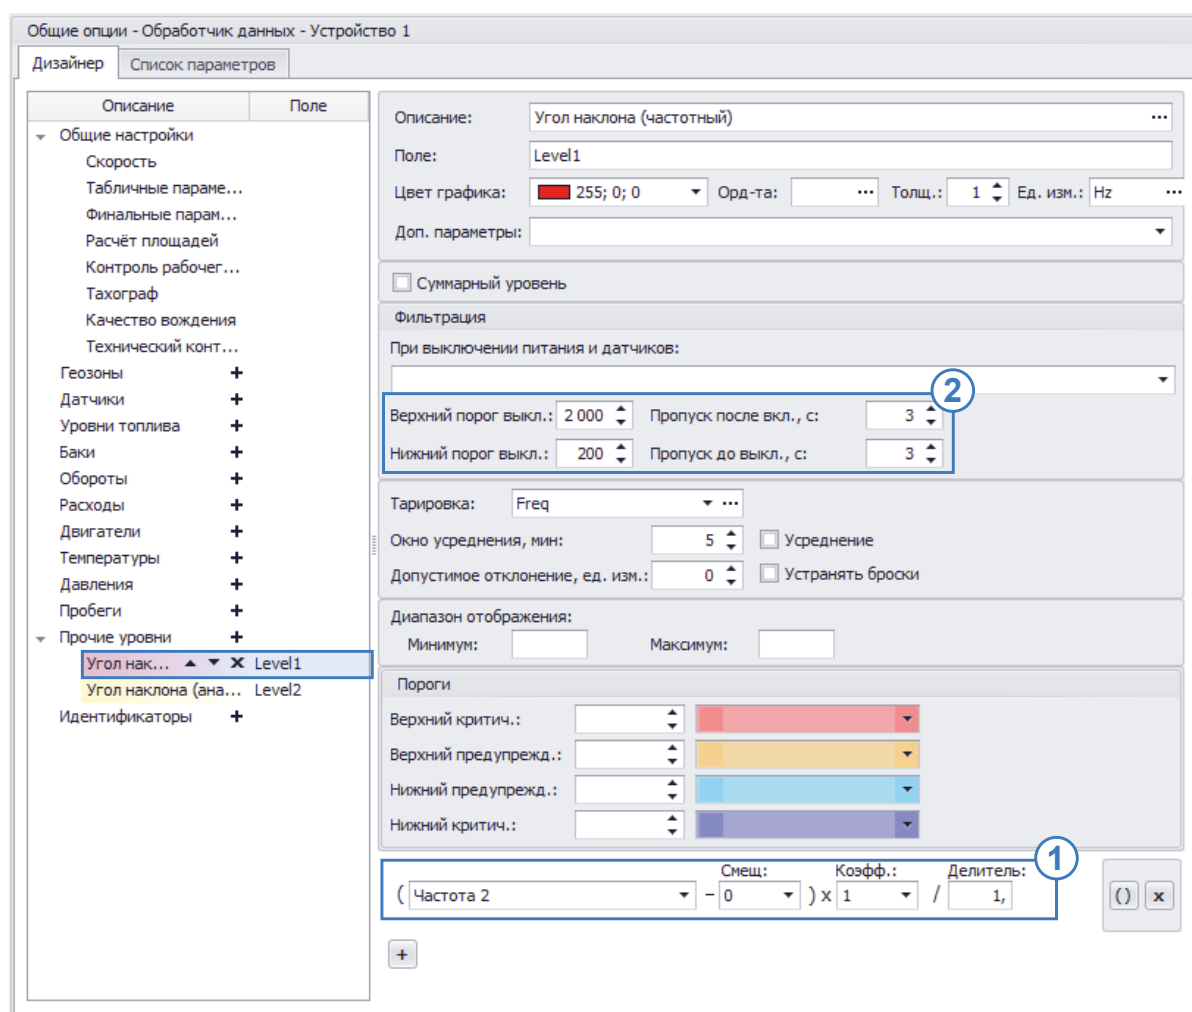 Общие опции - Обработчик данных - Устройство 1
Дизайнер Список параметров
Описание Поле
Общие настройки
Скорость
Табличные параме...
Финальные парам...
Расчёт площадей
Контроль рабочег...
Тахограф
Качество вождения
Технический конт...
Геозоны +
Датчики +
Уровни топлива +
Баки +
Обороты +
Расходы +
Двигатели +
Температуры +
Давления +
Пробеги +
Прочие уровни +
Угол нак... X Level1
Угол наклона (ана... Level2
Идентификаторы +
Описание: Угол наклона (частотный) ...
Поле: Level1
Цвет графика: 255; 0; 0 Орд-та: ... Толщ.: 1 Ед. изм.: Hz ...
Доп. параметры:
Суммарный уровень
Фильтрация
При выключении питания и датчиков:
2
Верхний порог выкл.: 2 000 Пропуск после вкл., с: 3
Нижний порог выкл.: 200 Пропуск до выкл., с: 3
Тарировка: Freq ...
Окно усреднения, мин: 5 Усреднение
Допустимое отклонение, ед. изм.: 0 Устранять броски
Диапазон отображения:
Минимум: Максимум:
Пороги
Верхний критич.:
Верхний предупрежд.:
Нижний предупрежд.:
Нижний критич.:
1
Смещ.: Коэфф.: Делитель:
( Частота 2 − 0 ) x 1 / 1,
() x
+